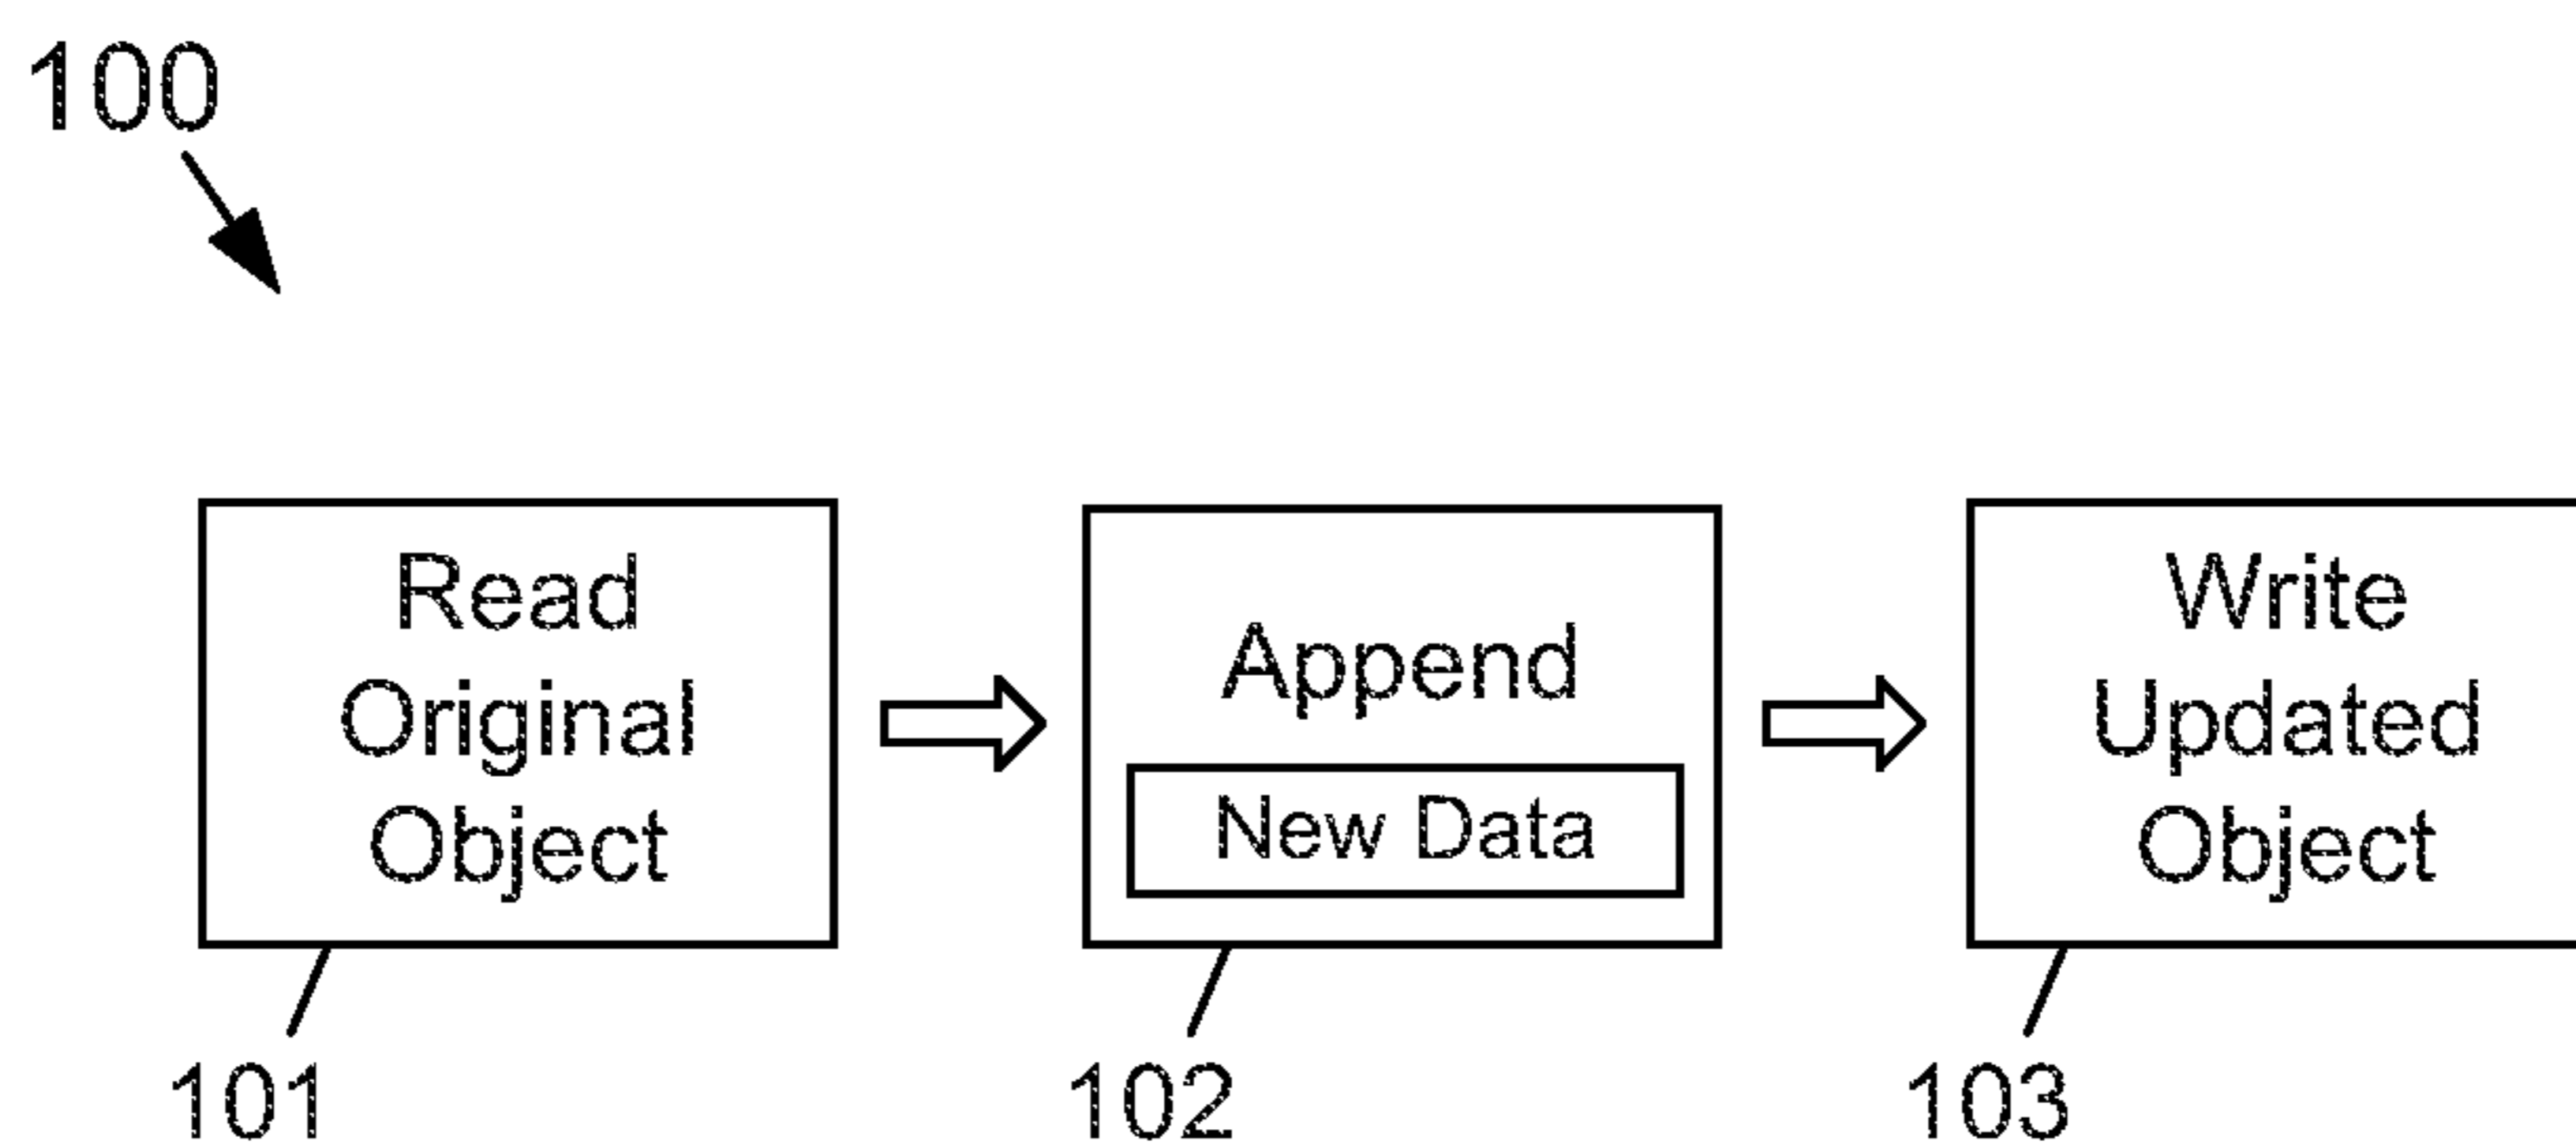 100
Read
Original
Object
Append
New Data
Write
Updated
Object
101
102
103